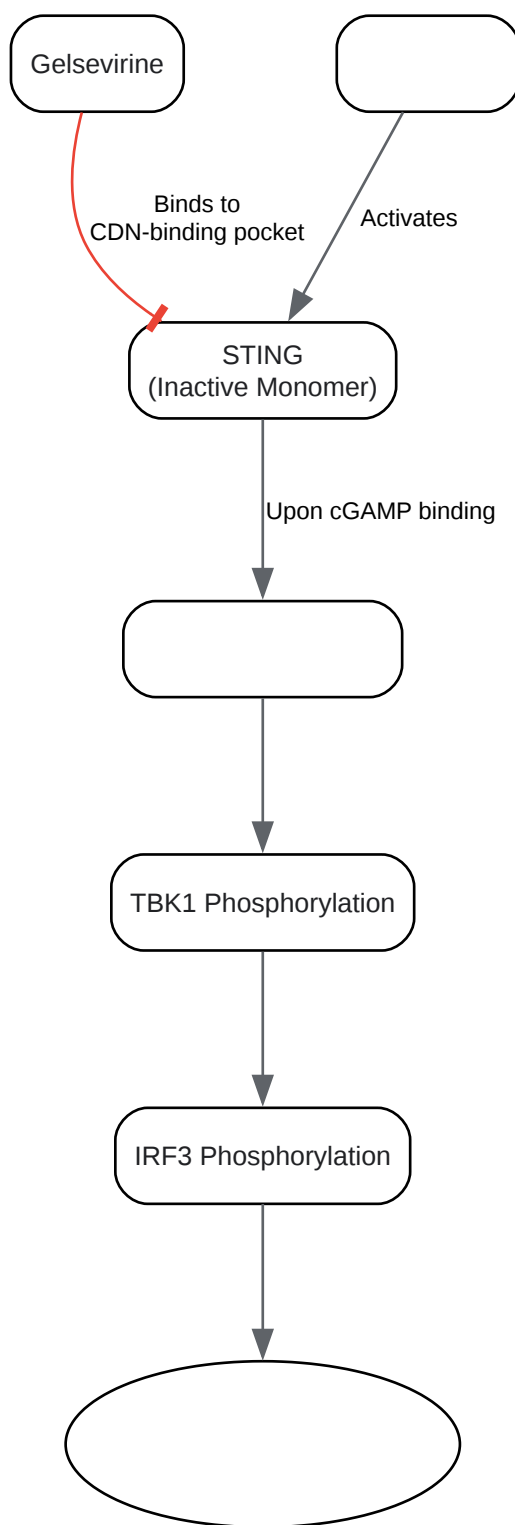 Gelsevirine
Binds to
CDN-binding pocket
Activates
STING
(Inactive Monomer)
Upon cGAMP binding
TBK1 Phosphorylation
IRF3 Phosphorylation